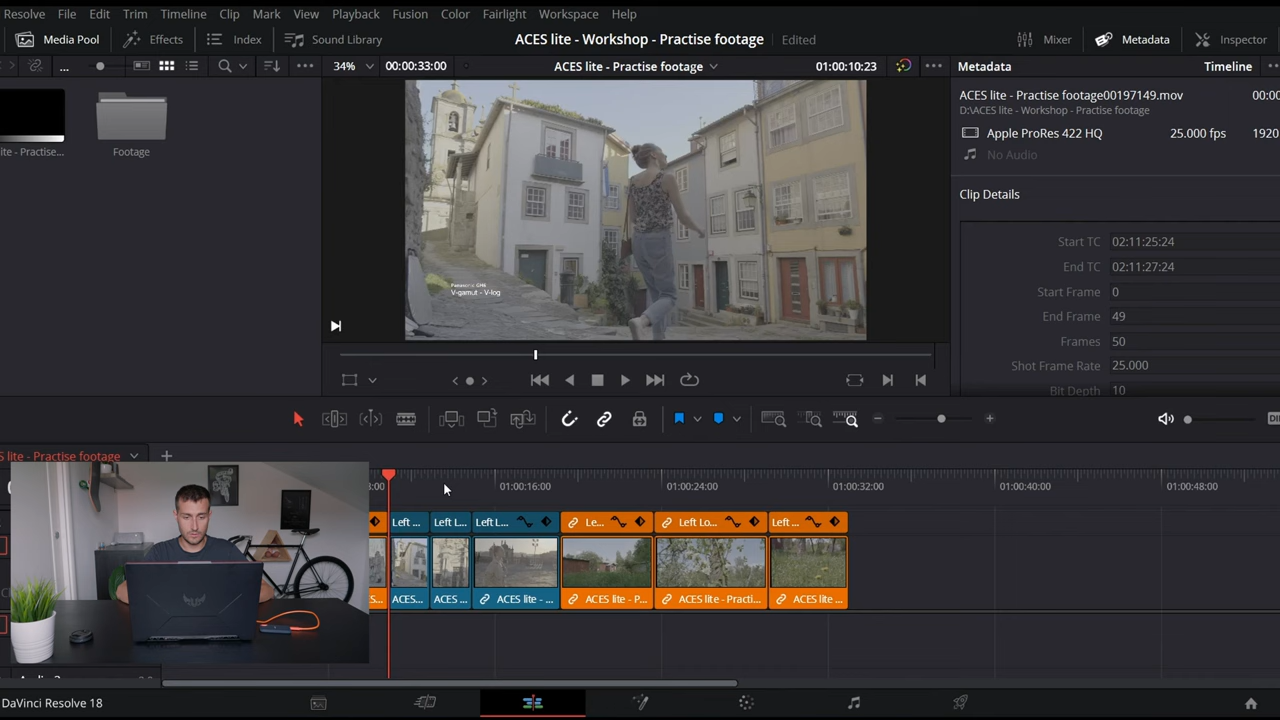 Resolve File Edit Trim Timeline Clip Mark View Playback Fusion Color Fairlight Workspace Help
Media Pool Effects Index Sound Library ACES lite - Workshop - Practise footage Edited Mixer Metadata Inspector
... 34% 00:00:33:00 ACES lite - Practise footage 01:00:10:23 Metadata Timeline
ACES lite - Practise footage00197149.mov 00:00
D:\ACES lite - Workshop - Practise footage
Apple ProRes 422 HQ 25.000 fps 1920
lite - Practise... Footage No Audio
Clip Details
Start TC 02:11:25:24
End TC 02:11:27:24
Panasonic GH6
V-gamut - V-log
Start Frame 0
End Frame 49
Frames 50
Shot Frame Rate 25.000
Bit Depth 10
DI
ES lite - Practise footage
01:00:16:00 01:00:24:00 01:00:32:00 01:00:40:00 01:00:48:00
Left ... Left L... Left L... Le... Left Lo... Left ...
ACES... ACES ... ACES lite - ... ACES lite - P... ACES lite - Practi... ACES lite ...
DaVinci Resolve 18